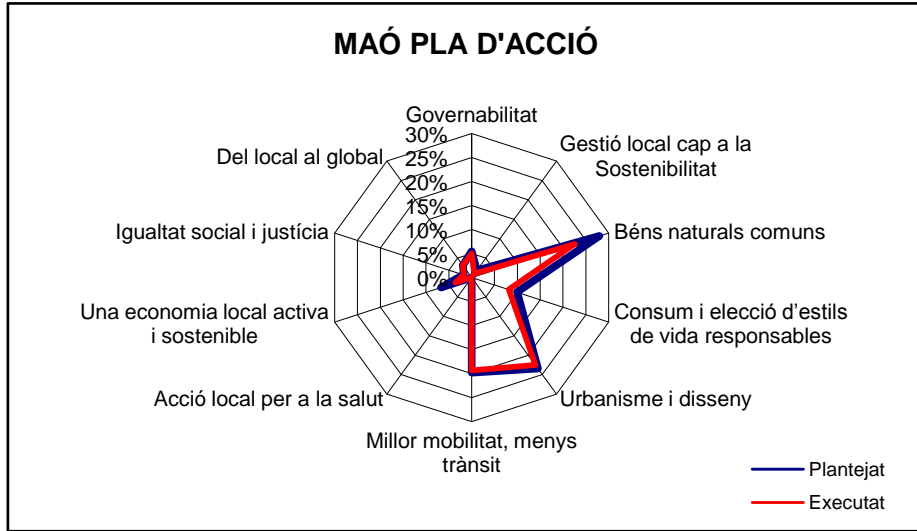 MAÓ PLA D'ACCIÓ
Governabilitat
30%
25%
20%
15%
10%
5%
0%
Gestió local cap a la
Sostenibilitat
Béns naturals comuns
Consum i elecció d’estils
de vida responsables
Urbanisme i disseny
Millor mobilitat, menys
trànsit
Acció local per a la salut
Una economia local activa
i sostenible
Igualtat social i justícia
Del local al global
Plantejat
Executat